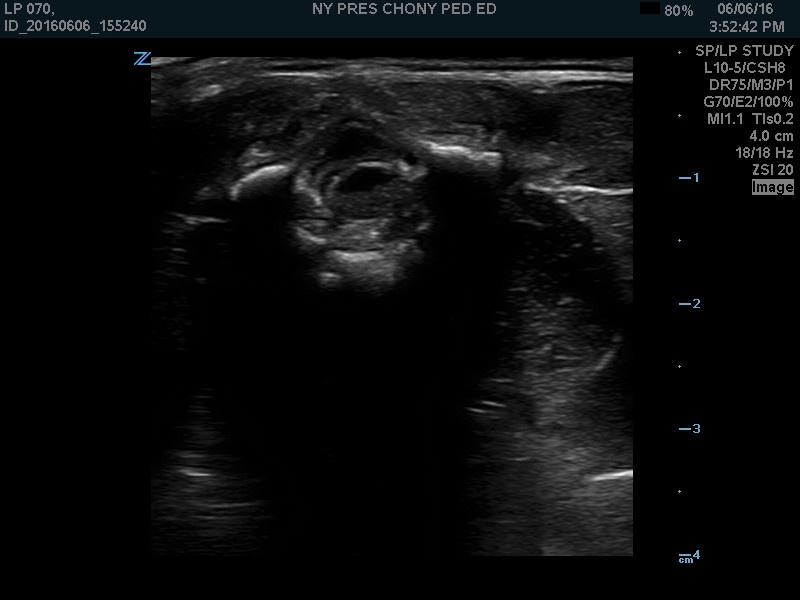 LP 070,
ID_20160606_155240
NY PRES CHONY PED ED
80%
06/06/16
3:52:42 PM
SP/LP STUDY
L10-5/CSH8
DR75/M3/P1
G70/E2/100%
MI1.1 TIs0.2
4.0 cm
18/18 Hz
ZSI 20
Image
1
2
3
4
cm